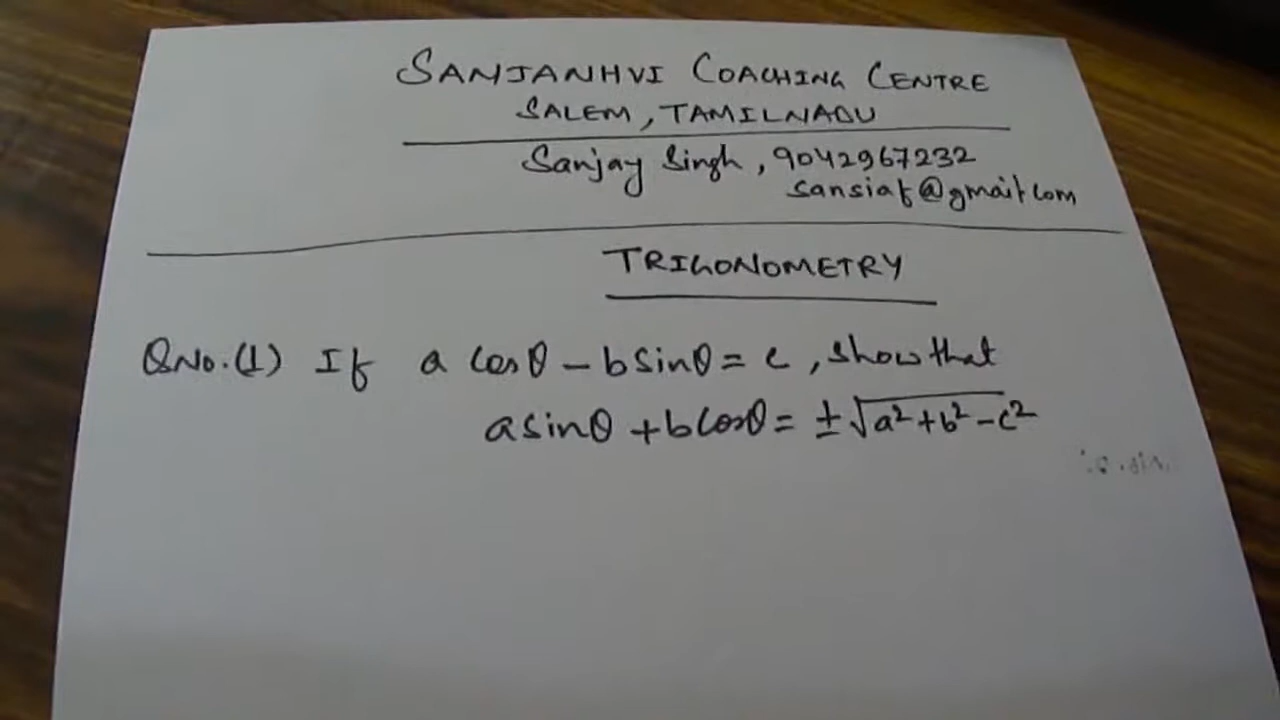 SANJANHVI COACHING CENTRE
SALEM, TAMILNADU
Sanjay Singh, 9042967232
sansiaf@gmail.com
TRIGONOMETRY
QNo.(1) If a cosθ - b sinθ = c, show that
a sinθ + b cosθ = ± √a² + b² - c²